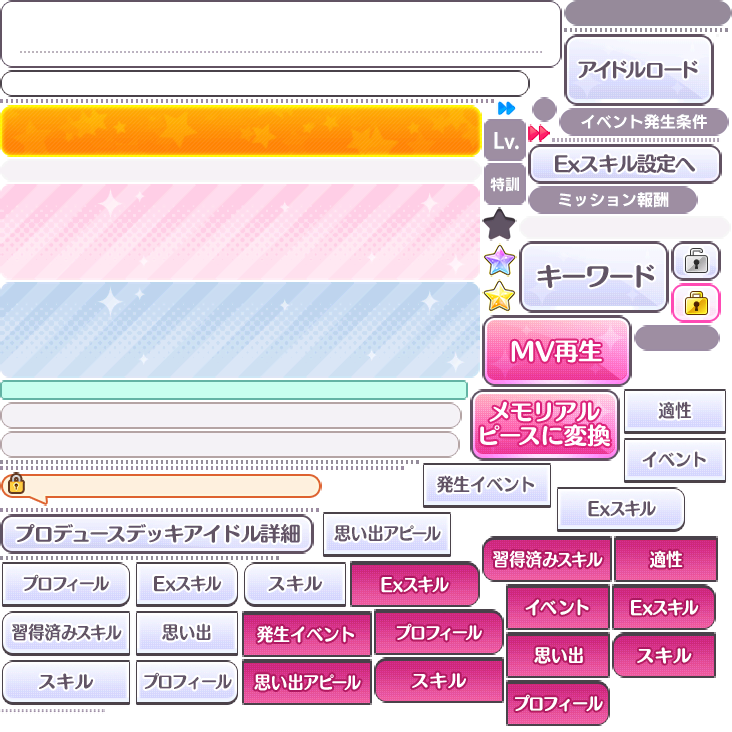 アイドルロード
イベント発生条件
Lv.
Exスキル設定へ
特訓
ミッション報酬
キーワード
MV再生
メモリアル
ピースに変換
適性
イベント
発生イベント
Exスキル
プロデュースデッキアイドル詳細
思い出アピール
習得済みスキル
適性
プロフィール
Exスキル
スキル
Exスキル
イベント
Exスキル
習得済みスキル
思い出
発生イベント
プロフィール
思い出
スキル
スキル
プロフィール
思い出アピール
スキル
プロフィール